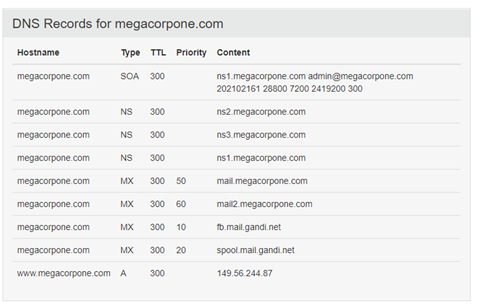 DNS Records for megacorpone.com
Hostname Type TTL Priority Content
megacorpone.com SOA 300 ns1.megacorpone.com admin@megacorpone.com
202102161 28800 7200 2419200 300
megacorpone.com NS 300 ns2.megacorpone.com
megacorpone.com NS 300 ns3.megacorpone.com
megacorpone.com NS 300 ns1.megacorpone.com
megacorpone.com MX 300 50 mail.megacorpone.com
megacorpone.com MX 300 60 mail2.megacorpone.com
megacorpone.com MX 300 10 fb.mail.gandi.net
megacorpone.com MX 300 20 spool.mail.gandi.net
www.megacorpone.com A 300 149.56.244.87